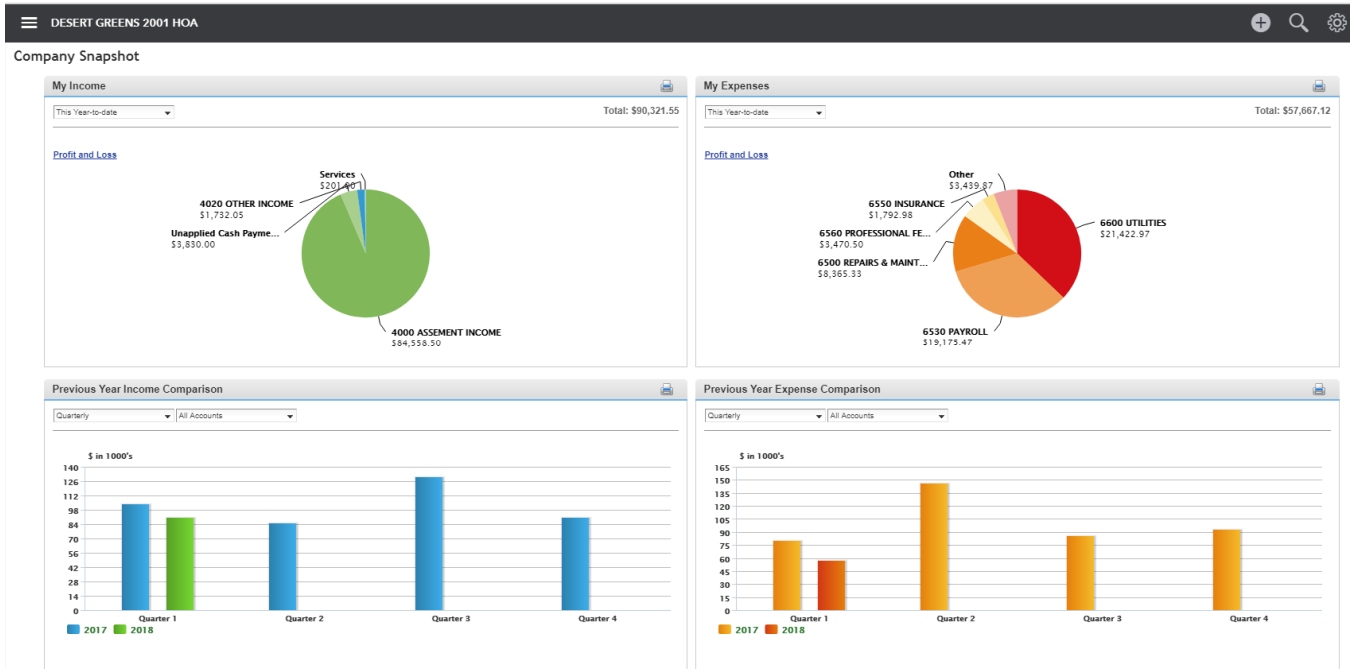 DESERT GREENS 2001 HOA
Company Snapshot
My Income
This Year-to-date
Total: $90,321.55
Profit and Loss
Services
$201.00
4020 OTHER INCOME
$1,732.05
Unapplied Cash Payme...
$3,830.00
4000 ASSEMENT INCOME
$84,558.50
My Expenses
This Year-to-date
Total: $57,667.12
Profit and Loss
Other
$3,439.87
6550 INSURANCE
$1,792.98
6560 PROFESSIONAL FE...
$3,470.50
6500 REPAIRS & MAINT...
$8,365.33
6600 UTILITIES
$21,422.97
6530 PAYROLL
$19,175.47
Previous Year Income Comparison
Quarterly All Accounts
$ in 1000's
140
126
112
98
84
70
56
42
28
14
0
Quarter 1 Quarter 2 Quarter 3 Quarter 4
2017 2018
Previous Year Expense Comparison
Quarterly All Accounts
$ in 1000's
165
150
135
120
105
90
75
60
45
30
15
0
Quarter 1 Quarter 2 Quarter 3 Quarter 4
2017 2018